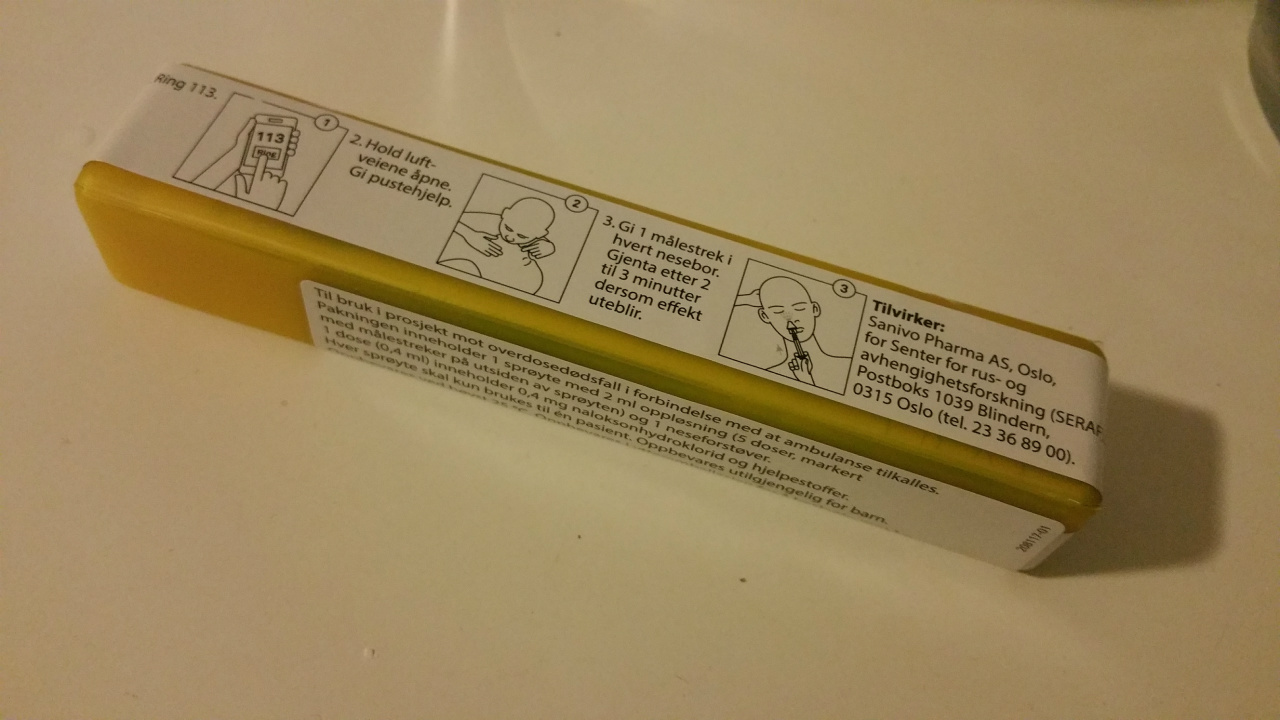 Ring 113.
1
113
RING
2. Hold luft-
veiene åpne.
Gi pustehjelp.
2
3. Gi 1 målestrek i
hvert nesebor.
Gjenta etter 2
til 3 minutter
dersom effekt
uteblir.
3
Tilvirker:
Sanivo Pharma AS, Oslo,
for Senter for rus- og
avhengighetsforskning (SERAF
Postboks 1039 Blindern,
0315 Oslo (tel. 23 36 89 00).
Til bruk i prosjekt mot overdosedødsfall i forbindelse med at ambulanse tilkalles.
Pakningen inneholder 1 sprøyte med 2 ml oppløsning (5 doser, markert
med målestreker på utsiden av sprøyten) og 1 neseforstøver.
1 dose (0,4 ml) inneholder 0,4 mg naloksonhydroklorid og hjelpestoffer.
Hver sprøyte skal kun brukes til én pasient. Oppbevares utilgjengelig for barn.
208117-01